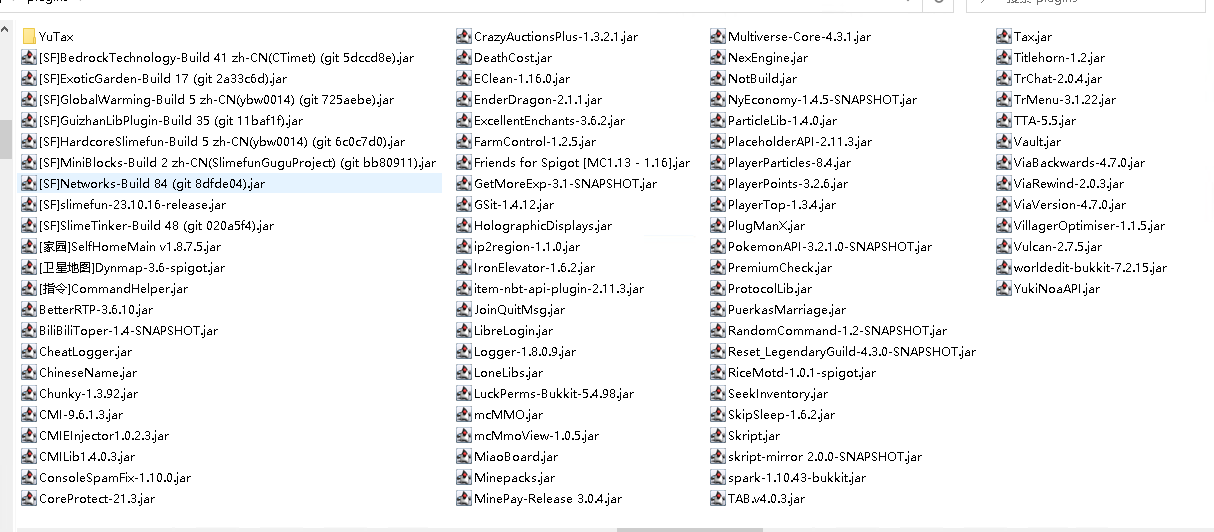 YuTax
[SF]BedrockTechnology-Build 41 zh-CN(CTimet) (git 5dccd8e).jar
[SF]ExoticGarden-Build 17 (git 2a33c6d).jar
[SF]GlobalWarming-Build 5 zh-CN(ybw0014) (git 725aebe).jar
[SF]GuizhanLibPlugin-Build 35 (git 11baf1f).jar
[SF]HardcoreSlimefun-Build 5 zh-CN(ybw0014) (git 6c0c7d0).jar
[SF]MiniBlocks-Build 2 zh-CN(SlimefunGuguProject) (git bb80911).jar
[SF]Networks-Build 84 (git 8dfde04).jar
[SF]slimefun-23.10.16-release.jar
[SF]SlimeTinker-Build 48 (git 020a5f4).jar
[家园]SelfHomeMain v1.8.7.5.jar
[卫星地图]Dynmap-3.6-spigot.jar
[指令]CommandHelper.jar
BetterRTP-3.6.10.jar
BiliBiliToper-1.4-SNAPSHOT.jar
CheatLogger.jar
ChineseName.jar
Chunky-1.3.92.jar
CMI-9.6.1.3.jar
CMIEInjector1.0.2.3.jar
CMILib1.4.0.3.jar
ConsoleSpamFix-1.10.0.jar
CoreProtect-21.3.jar
CrazyAuctionsPlus-1.3.2.1.jar
DeathCost.jar
EClean-1.16.0.jar
EnderDragon-2.1.1.jar
ExcellentEnchants-3.6.2.jar
FarmControl-1.2.5.jar
Friends for Spigot [MC1.13 - 1.16].jar
GetMoreExp-3.1-SNAPSHOT.jar
GSit-1.4.12.jar
HolographicDisplays.jar
ip2region-1.1.0.jar
IronElevator-1.6.2.jar
item-nbt-api-plugin-2.11.3.jar
JoinQuitMsg.jar
LibreLogin.jar
Logger-1.8.0.9.jar
LoneLibs.jar
LuckPerms-Bukkit-5.4.98.jar
mcMMO.jar
mcMmoView-1.0.5.jar
MiaoBoard.jar
Minepacks.jar
MinePay-Release 3.0.4.jar
Multiverse-Core-4.3.1.jar
NexEngine.jar
NotBuild.jar
NyEconomy-1.4.5-SNAPSHOT.jar
ParticleLib-1.4.0.jar
PlaceholderAPI-2.11.3.jar
PlayerParticles-8.4.jar
PlayerPoints-3.2.6.jar
PlayerTop-1.3.4.jar
PlugManX.jar
PokemonAPI-3.2.1.0-SNAPSHOT.jar
PremiumCheck.jar
ProtocolLib.jar
PuerkasMarriage.jar
RandomCommand-1.2-SNAPSHOT.jar
Reset_LegendaryGuild-4.3.0-SNAPSHOT.jar
RiceMotd-1.0.1-spigot.jar
SeekInventory.jar
SkipSleep-1.6.2.jar
Skript.jar
skript-mirror 2.0.0-SNAPSHOT.jar
spark-1.10.43-bukkit.jar
TAB.v4.0.3.jar
Tax.jar
Titlehorn-1.2.jar
TrChat-2.0.4.jar
TrMenu-3.1.22.jar
TTA-5.5.jar
Vault.jar
ViaBackwards-4.7.0.jar
ViaRewind-2.0.3.jar
ViaVersion-4.7.0.jar
VillagerOptimiser-1.1.5.jar
Vulcan-2.7.5.jar
worldedit-bukkit-7.2.15.jar
YukiNoaAPI.jar